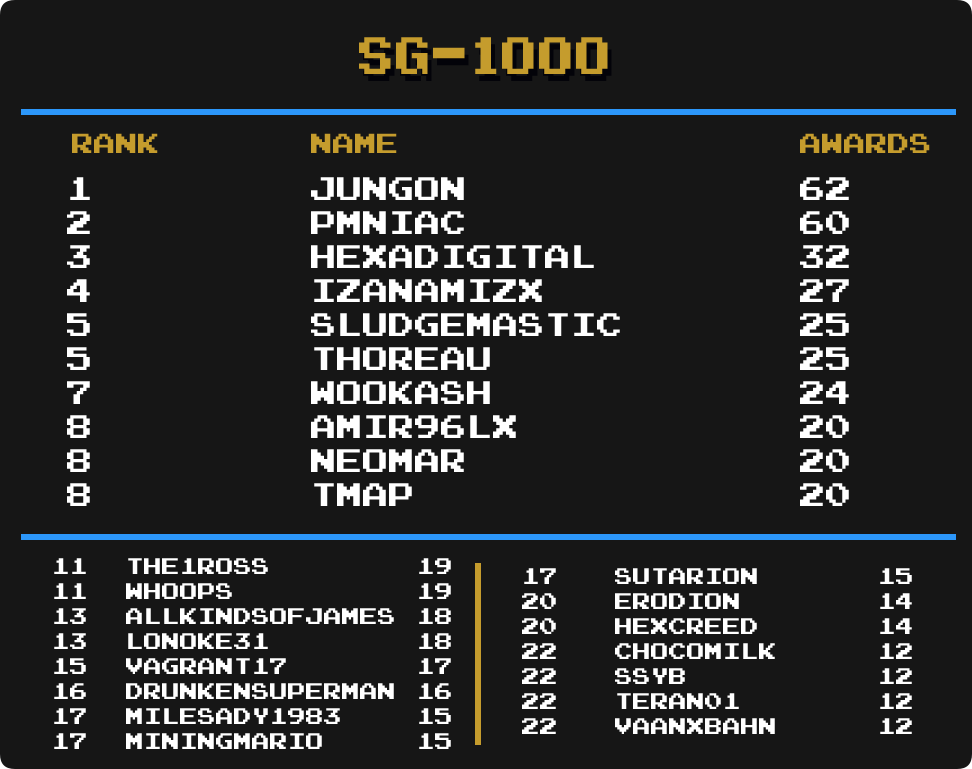 SG-1000
RANK NAME AWARDS
1 JUNGON 62
2 PMNIAC 60
3 HEXADIGITAL 32
4 IZANAMIZX 27
5 SLUDGEMASTIC 25
5 THOREAU 25
7 WOOKASH 24
8 AMIR96LX 20
8 NEOMAR 20
8 TMAP 20
11 THE1ROSS 19
11 WHOOPS 19
13 ALLKINDSOFJAMES 18
13 LONOKE31 18
15 VAGRANT17 17
16 DRUNKENSUPERMAN 16
17 MILESADY1983 15
17 MININGMARIO 15
17 SUTARION 15
20 ERODION 14
20 HEXCREED 14
22 CHOCOMILK 12
22 SSYB 12
22 TERAN01 12
22 VAANXBAHN 12